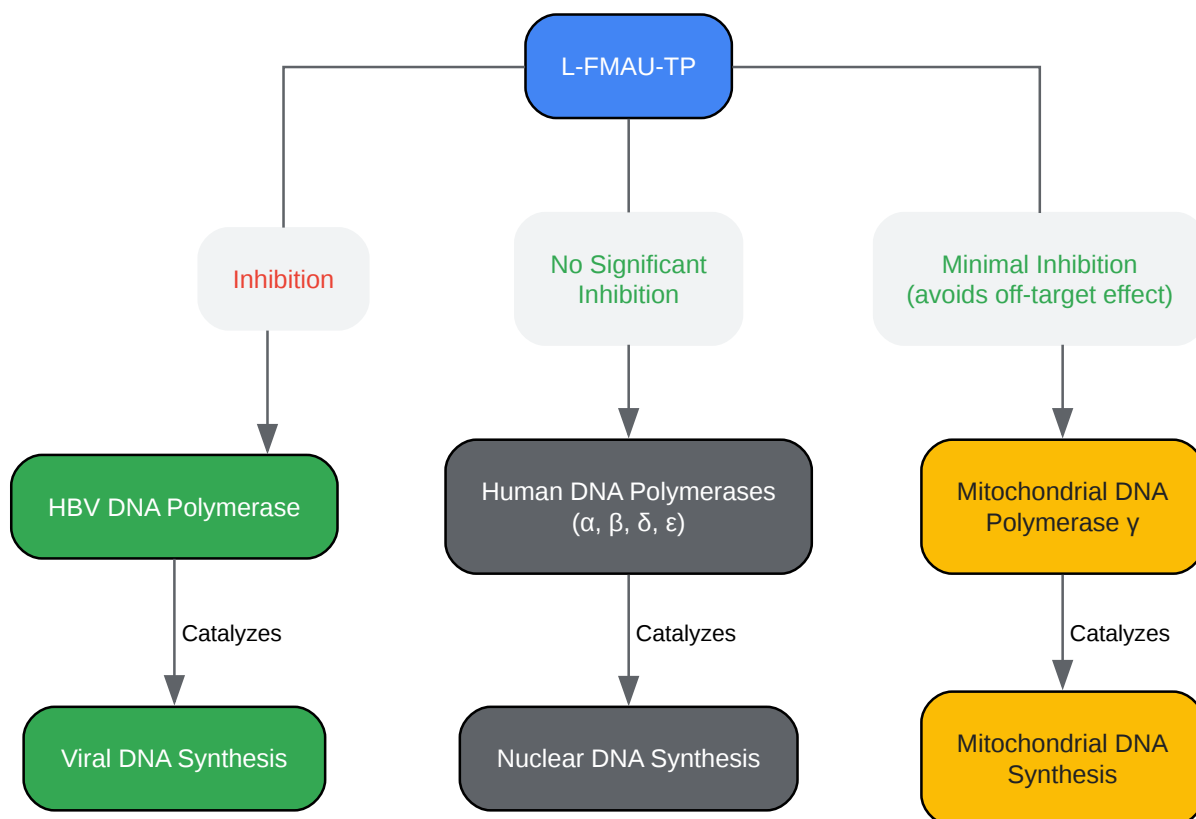 L-FMAU-TP
Inhibition
No Significant
Inhibition
Minimal Inhibition
(avoids off-target effect)
HBV DNA Polymerase
Human DNA Polymerases
(α, β, δ, ε)
Mitochondrial DNA
Polymerase γ
Catalyzes
Catalyzes
Catalyzes
Viral DNA Synthesis
Nuclear DNA Synthesis
Mitochondrial DNA
Synthesis